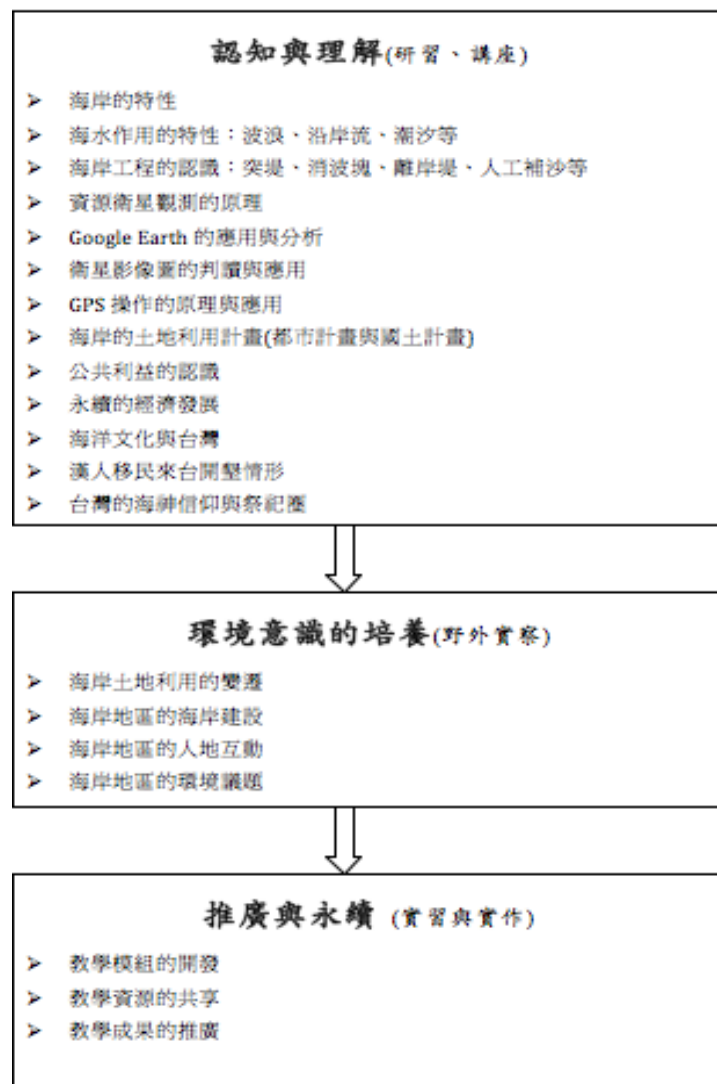 認知與理解(研習、講座)
➢ 海岸的特性
➢ 海水作用的特性：波浪、沿岸流、潮汐等
➢ 海岸工程的認識：突堤、消波塊、離岸堤、人工補沙等
➢ 資源衛星觀測的原理
➢ Google Earth 的應用與分析
➢ 衛星影像圖的判讀與應用
➢ GPS 操作的原理與應用
➢ 海岸的土地利用計畫(都市計畫與國土計畫)
➢ 公共利益的認識
➢ 永續的經濟發展
➢ 海洋文化與台灣
➢ 漢人移民來台開墾情形
➢ 台灣的海神信仰與祭祀圈
環境意識的培養(野外實察)
➢ 海岸土地利用的變遷
➢ 海岸地區的海岸建設
➢ 海岸地區的人地互動
➢ 海岸地區的環境議題
推廣與永續 (實習與實作)
➢ 教學模組的開發
➢ 教學資源的共享
➢ 教學成果的推廣